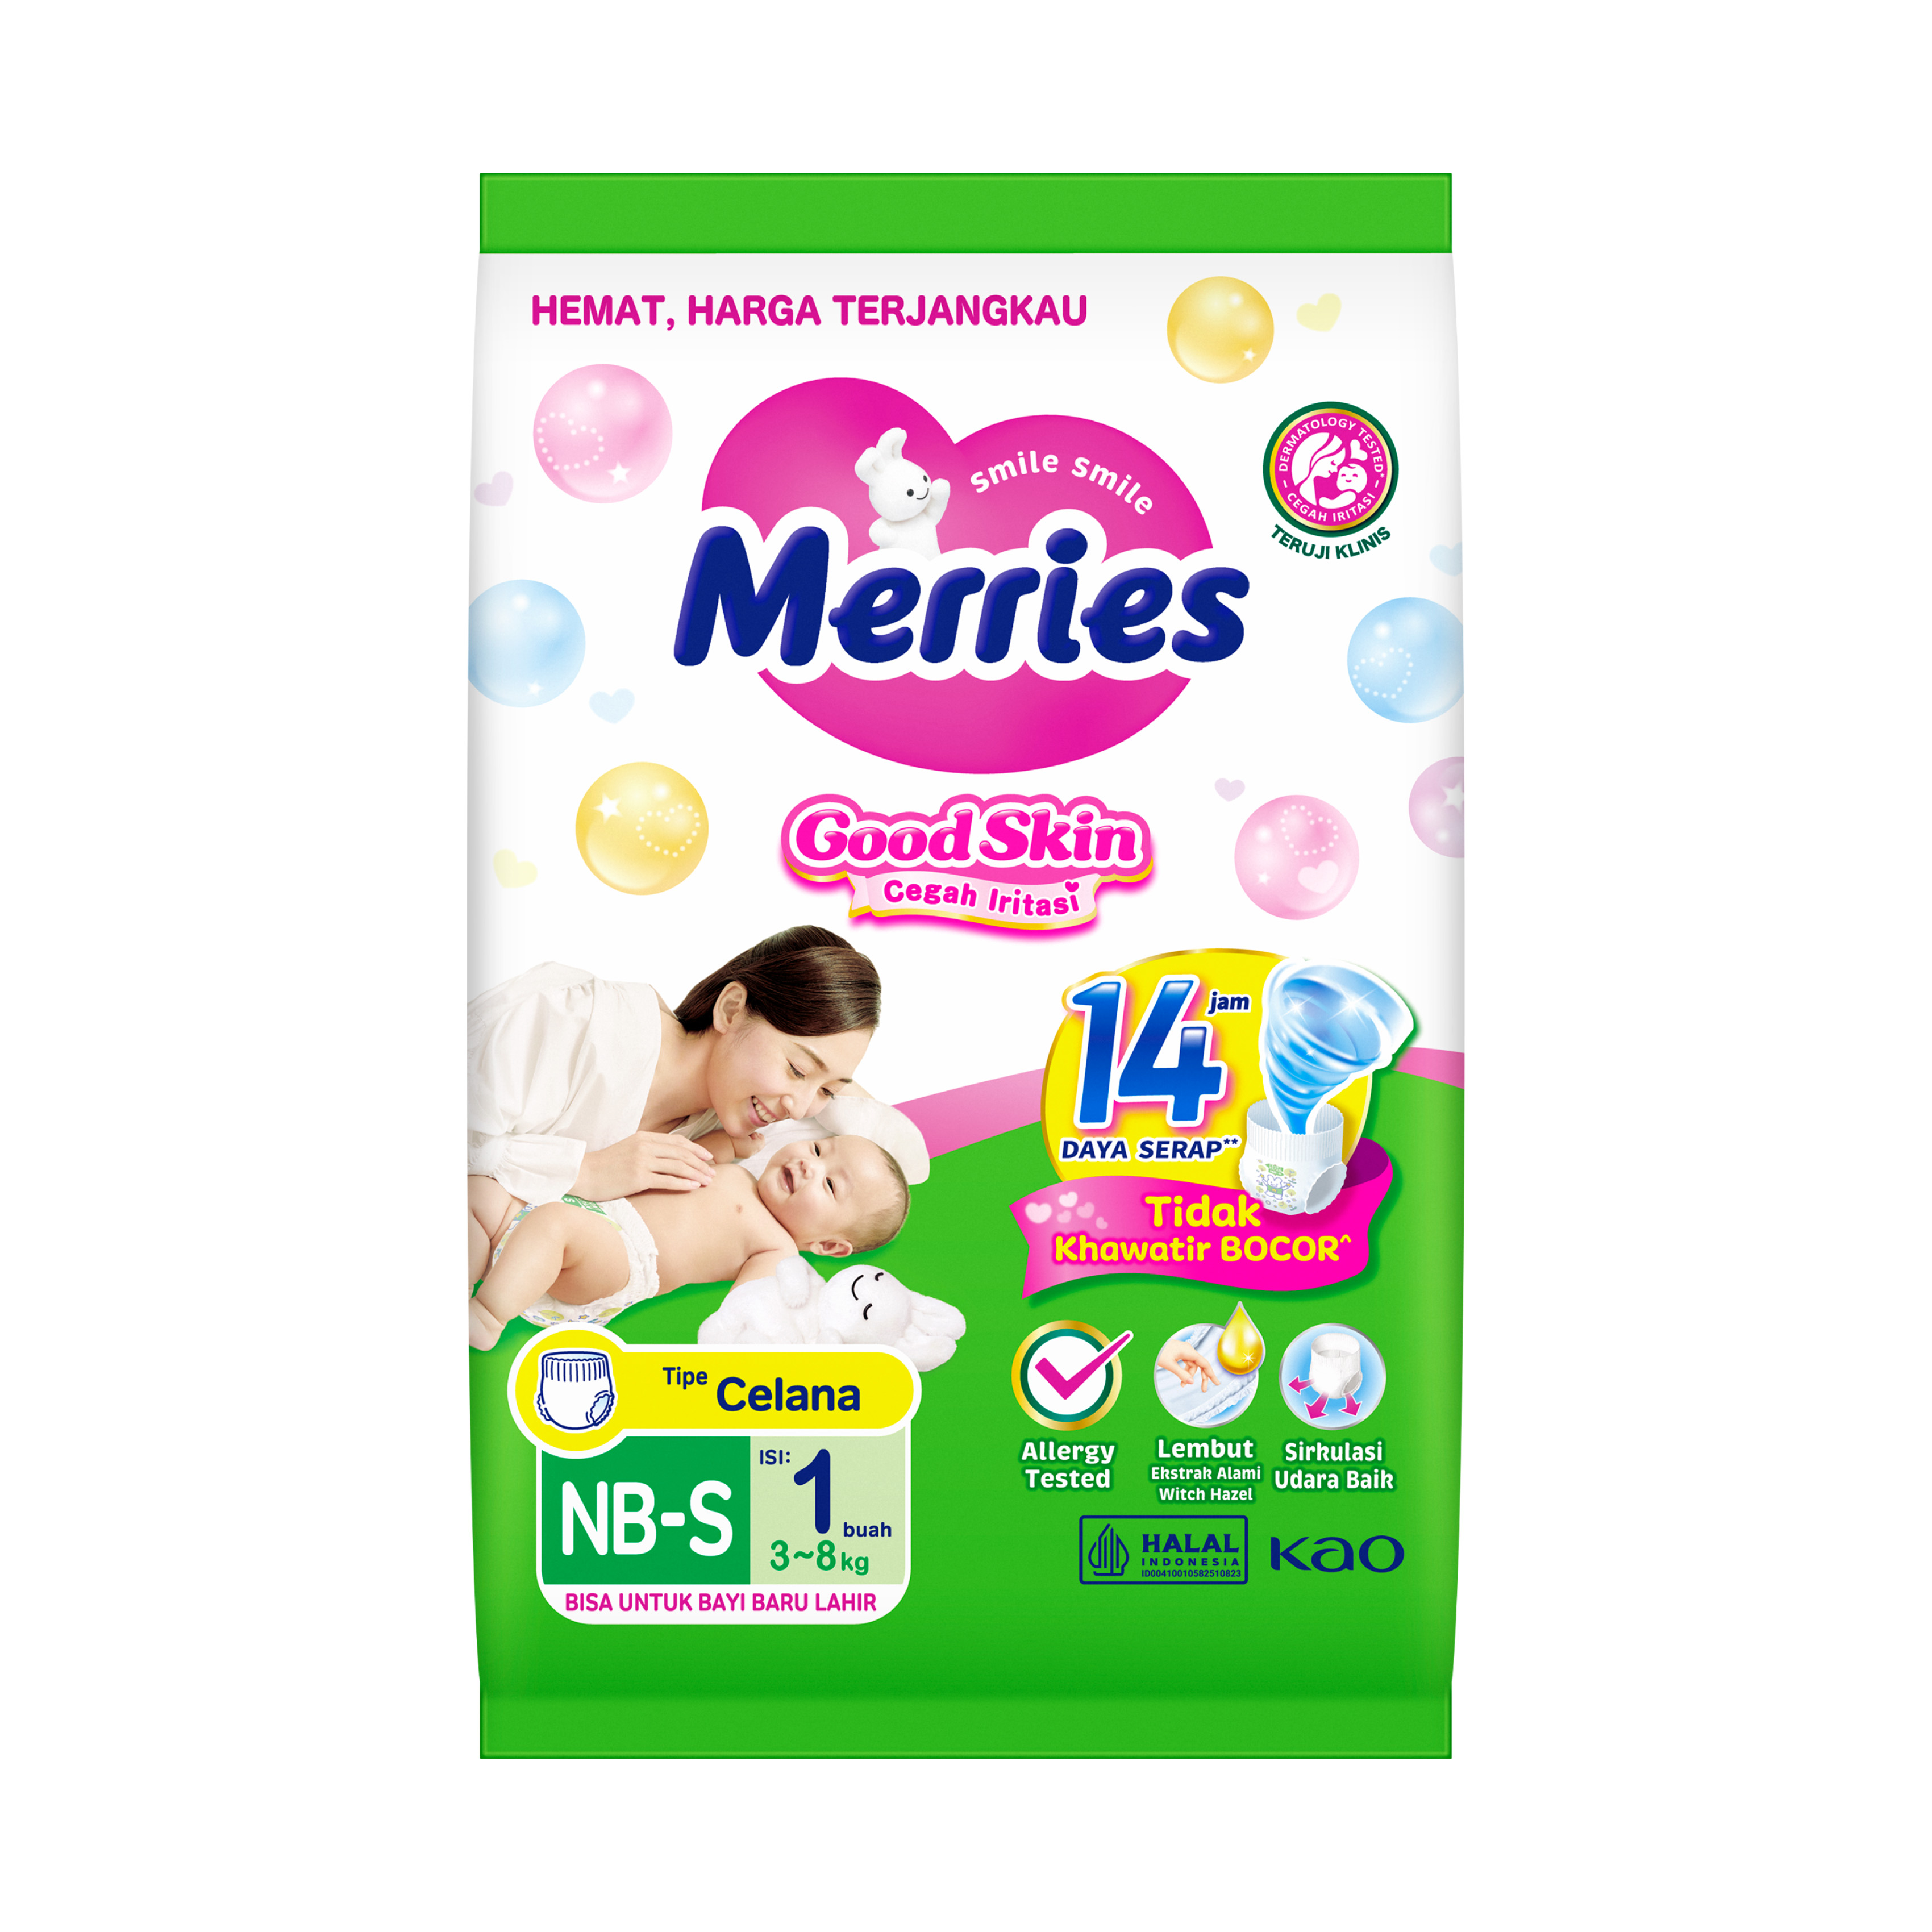 HEMAT, HARGA TERJANGKAU
smile smile
Merries
DERMATOLOGY TESTED*
- CEGAH IRITASI -
TERUJI KLINIS
Good Skin
Cegah Iritasi
14 jam
DAYA SERAP**
Tidak
Khawatir BOCOR^
Tipe Celana
NB-S
ISI: 1 buah
3~8 kg
BISA UNTUK BAYI BARU LAHIR
Allergy
Tested
Lembut
Ekstrak Alami
Witch Hazel
Sirkulasi
Udara Baik
HALAL
INDONESIA
ID00410010582510823
Kao